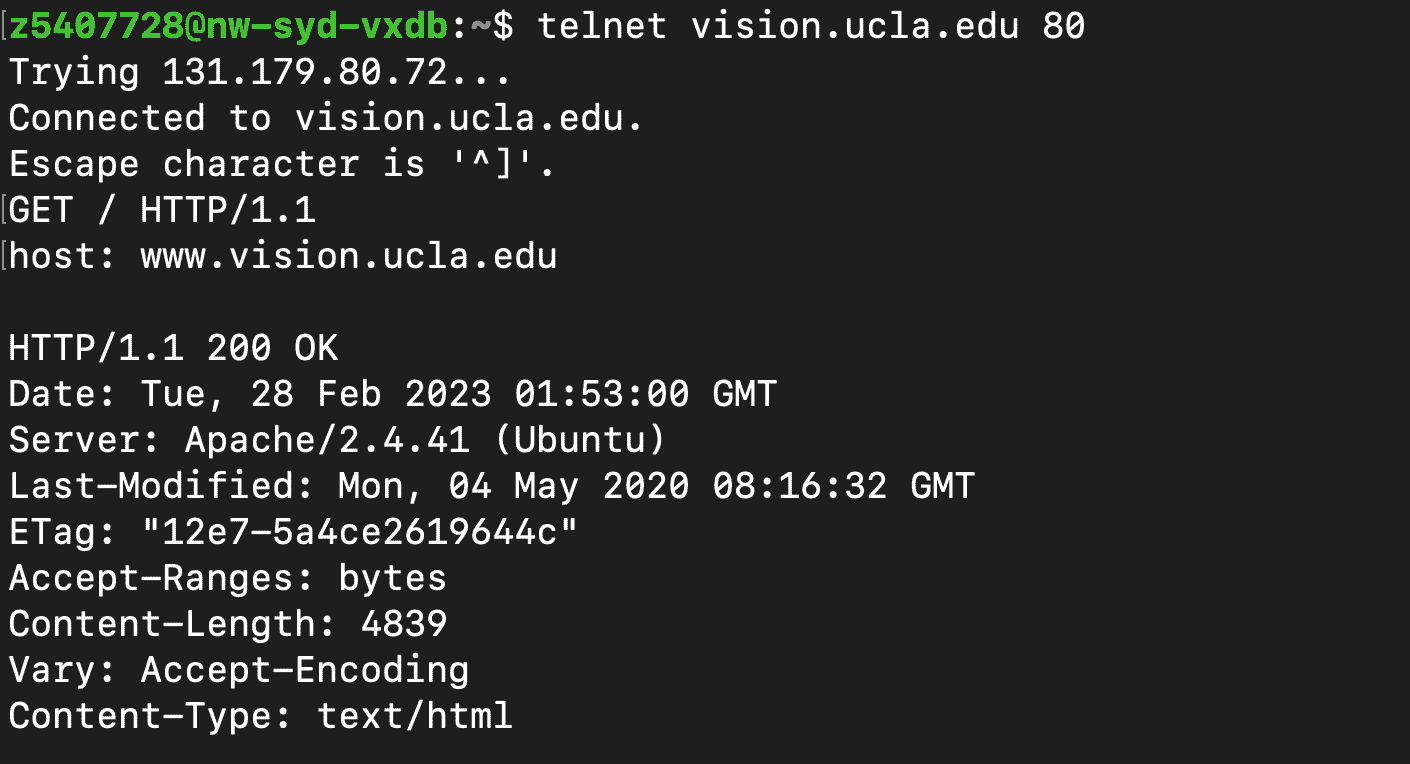 z5407728@nw-syd-vxdb:~$ telnet vision.ucla.edu 80
Trying 131.179.80.72...
Connected to vision.ucla.edu.
Escape character is '^]'.
GET / HTTP/1.1
host: www.vision.ucla.edu
HTTP/1.1 200 OK
Date: Tue, 28 Feb 2023 01:53:00 GMT
Server: Apache/2.4.41 (Ubuntu)
Last-Modified: Mon, 04 May 2020 08:16:32 GMT
ETag: "12e7-5a4ce2619644c"
Accept-Ranges: bytes
Content-Length: 4839
Vary: Accept-Encoding
Content-Type: text/html